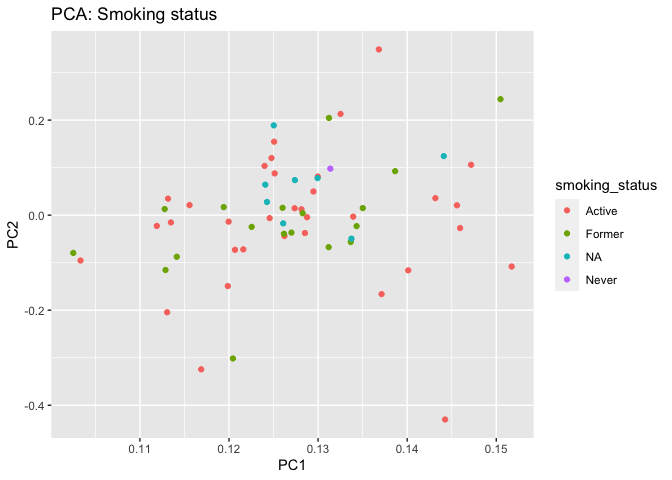 PCA: Smoking status
0.2
0.0
-0.2
-0.4
PC2
0.11 0.12 0.13 0.14 0.15
PC1
smoking_status
Active
Former
NA
Never